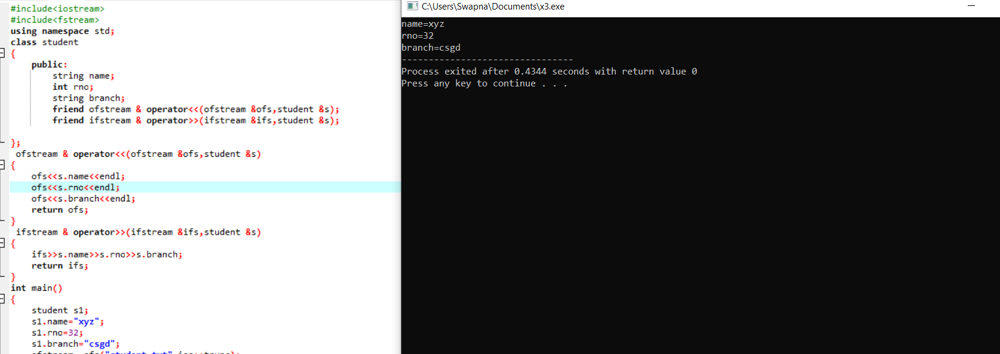 #include<iostream>
#include<fstream>
using namespace std;
class student
{
public:
string name;
int rno;
string branch;
friend ofstream & operator<<(ofstream &ofs,student &s);
friend ifstream & operator>>(ifstream &ifs,student &s);
};
ofstream & operator<<(ofstream &ofs,student &s)
{
ofs<<s.name<<endl;
ofs<<s.rno<<endl;
ofs<<s.branch<<endl;
return ofs;
}
ifstream & operator>>(ifstream &ifs,student &s)
{
ifs>>s.name>>s.rno>>s.branch;
return ifs;
}
int main()
{
student s1;
s1.name="xyz";
s1.rno=32;
s1.branch="csgd";
C:\Users\Swapna\Documents\x3.exe
name=xyz
rno=32
branch=csgd
--------------------------------
Process exited after 0.4344 seconds with return value 0
Press any key to continue . . .